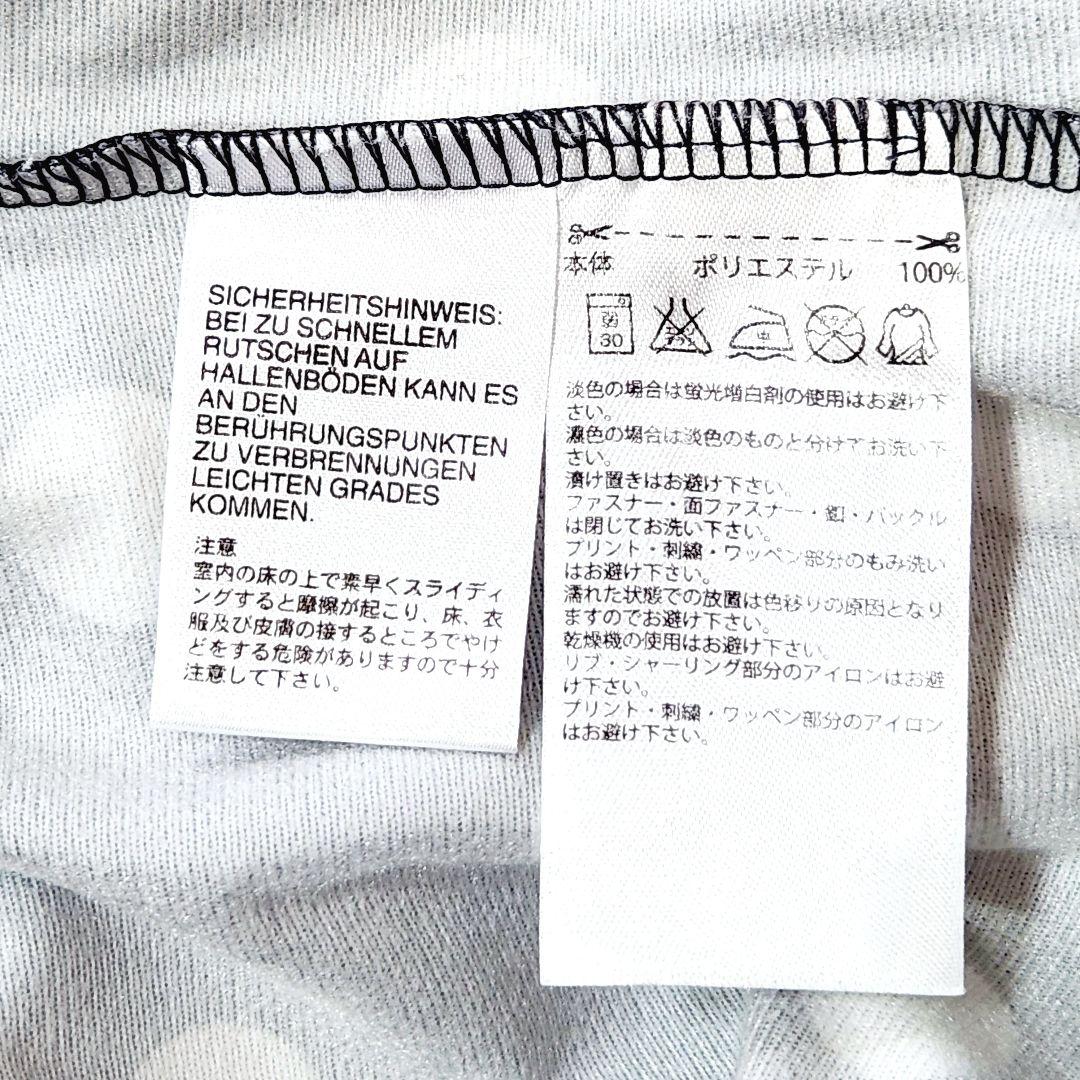 SICHERHEITSHINWEIS:
BEI ZU SCHNELLEM
RUTSCHEN AUF
HALLENBÖDEN KANN ES
AN DEN
BERÜHRUNGSPUNKTEN
ZU VERBRENNUNGEN
LEICHTEN GRADES
KOMMEN.
注意
室内の床の上で素早くスライディ
ングすると摩擦が起こり、床、衣
服及び皮膚の接するところでやけ
どをする危険がありますので十分
注意して下さい。
本体 ポリエステル 100%
弱
30
中
淡色の場合は蛍光増白剤の使用はお避け下
さい。
濃色の場合は淡色のものと分けてお洗い下
さい。
漬け置きはお避け下さい。
ファスナー・面ファスナー・釦・バックル
は閉じてお洗い下さい。
プリント・刺繍・ワッペン部分のもみ洗い
はお避け下さい。
濡れた状態での放置は色移りの原因となり
ますのでお避け下さい。
乾燥機の使用はお避け下さい。
リブ・シャーリング部分のアイロンはお避
け下さい。
プリント・刺繍・ワッペン部分のアイロン
はお避け下さい。